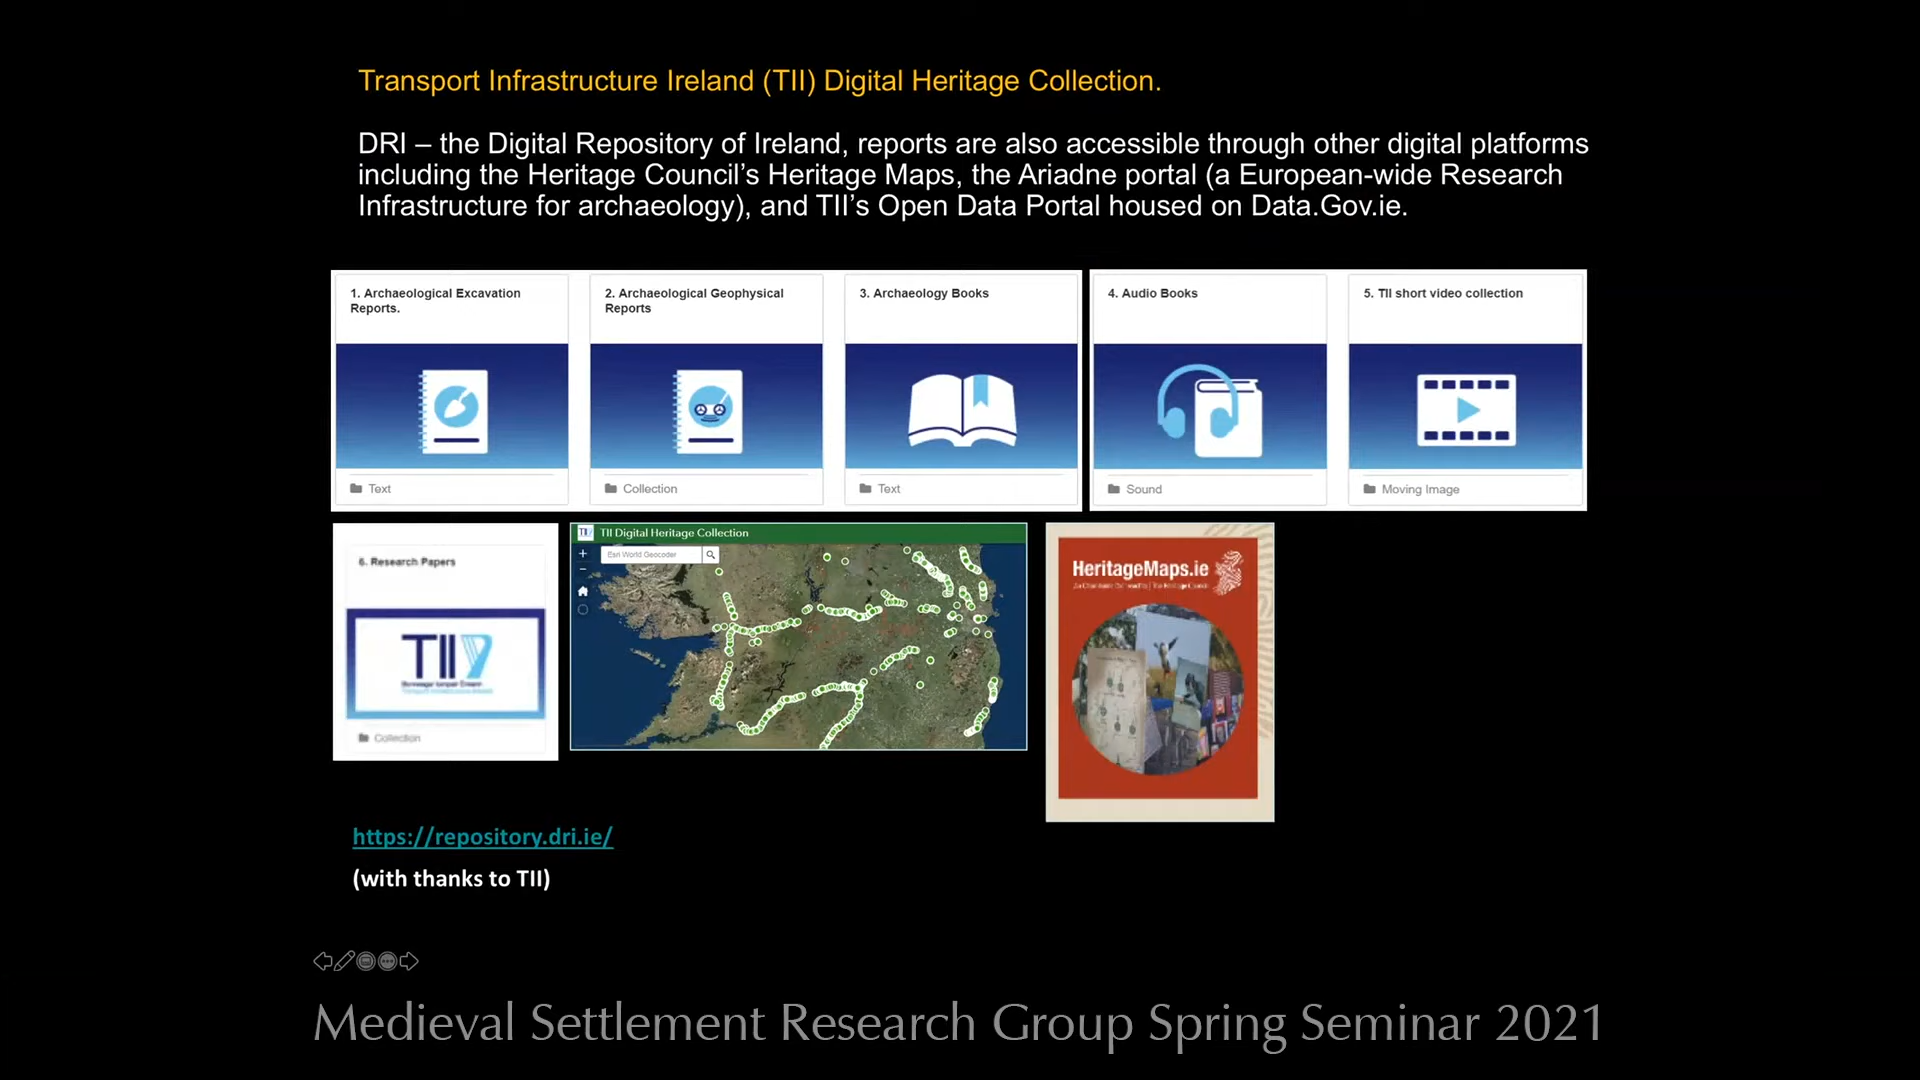 Transport Infrastructure Ireland (TII) Digital Heritage Collection.
DRI – the Digital Repository of Ireland, reports are also accessible through other digital platforms
including the Heritage Council’s Heritage Maps, the Ariadne portal (a European-wide Research
Infrastructure for archaeology), and TII’s Open Data Portal housed on Data.Gov.ie.
1. Archaeological Excavation
Reports.
Text
2. Archaeological Geophysical
Reports
Collection
3. Archaeology Books
Text
4. Audio Books
Sound
5. TII short video collection
Moving Image
6. Research Papers
TII
Collection
TII Digital Heritage Collection
Esri World Geocoder
HeritageMaps.ie
https://repository.dri.ie/
(with thanks to TII)
Medieval Settlement Research Group Spring Seminar 2021